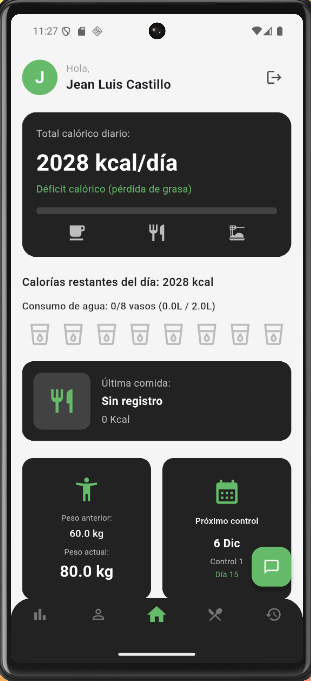 11:27
Hola,
J
Jean Luis Castillo
Total calórico diario:
2028 kcal/día
Déficit calórico (pérdida de grasa)
Calorías restantes del día: 2028 kcal
Consumo de agua: 0/8 vasos (0.0L / 2.0L)
Última comida:
Sin registro
0 Kcal
Peso anterior:
60.0 kg
Peso actual:
80.0 kg
Próximo control
6 Dic
Control 1
Día 15